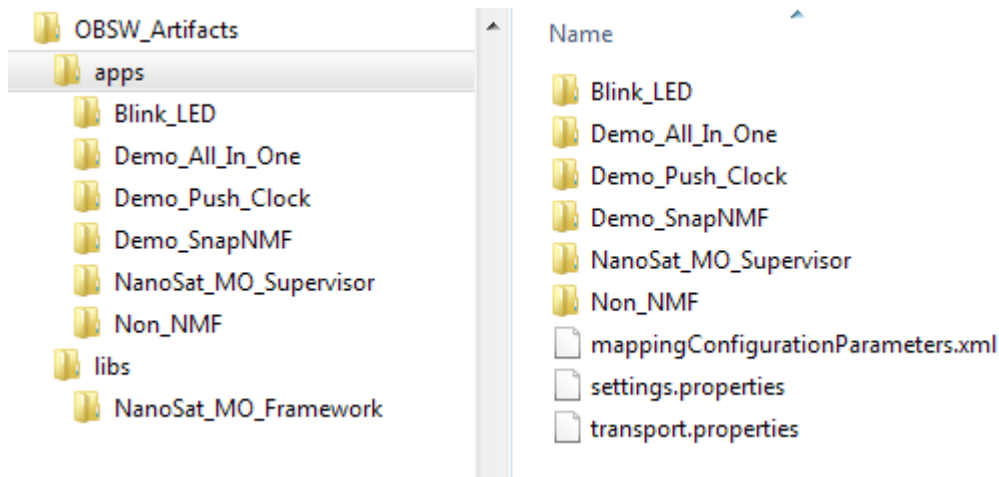 OBSW_Artifacts
apps
Blink_LED
Demo_All_In_One
Demo_Push_Clock
Demo_SnapNMF
NanoSat_MO_Supervisor
Non_NMF
libs
NanoSat_MO_Framework
Name
Blink_LED
Demo_All_In_One
Demo_Push_Clock
Demo_SnapNMF
NanoSat_MO_Supervisor
Non_NMF
mappingConfigurationParameters.xml
settings.properties
transport.properties